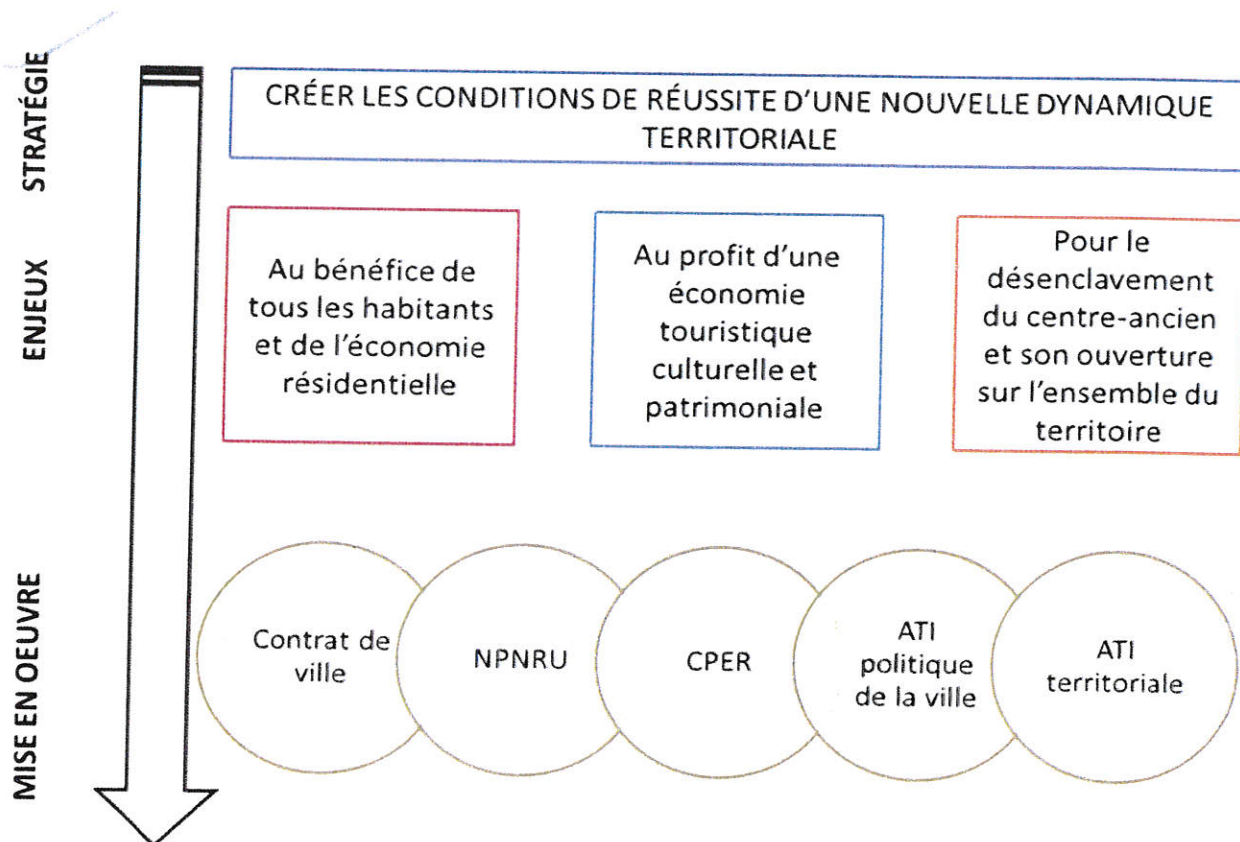 STRATÉGIE
CRÉER LES CONDITIONS DE RÉUSSITE D'UNE NOUVELLE DYNAMIQUE
TERRITORIALE
ENJEUX
Au bénéfice de
tous les habitants
et de l'économie
résidentielle
Au profit d'une
économie
touristique
culturelle et
patrimoniale
Pour le
désenclavement
du centre-ancien
et son ouverture
sur l'ensemble du
territoire
MISE EN OEUVRE
Contrat de
ville
NPNRU
CPER
ATI
politique
de la ville
ATI
territoriale